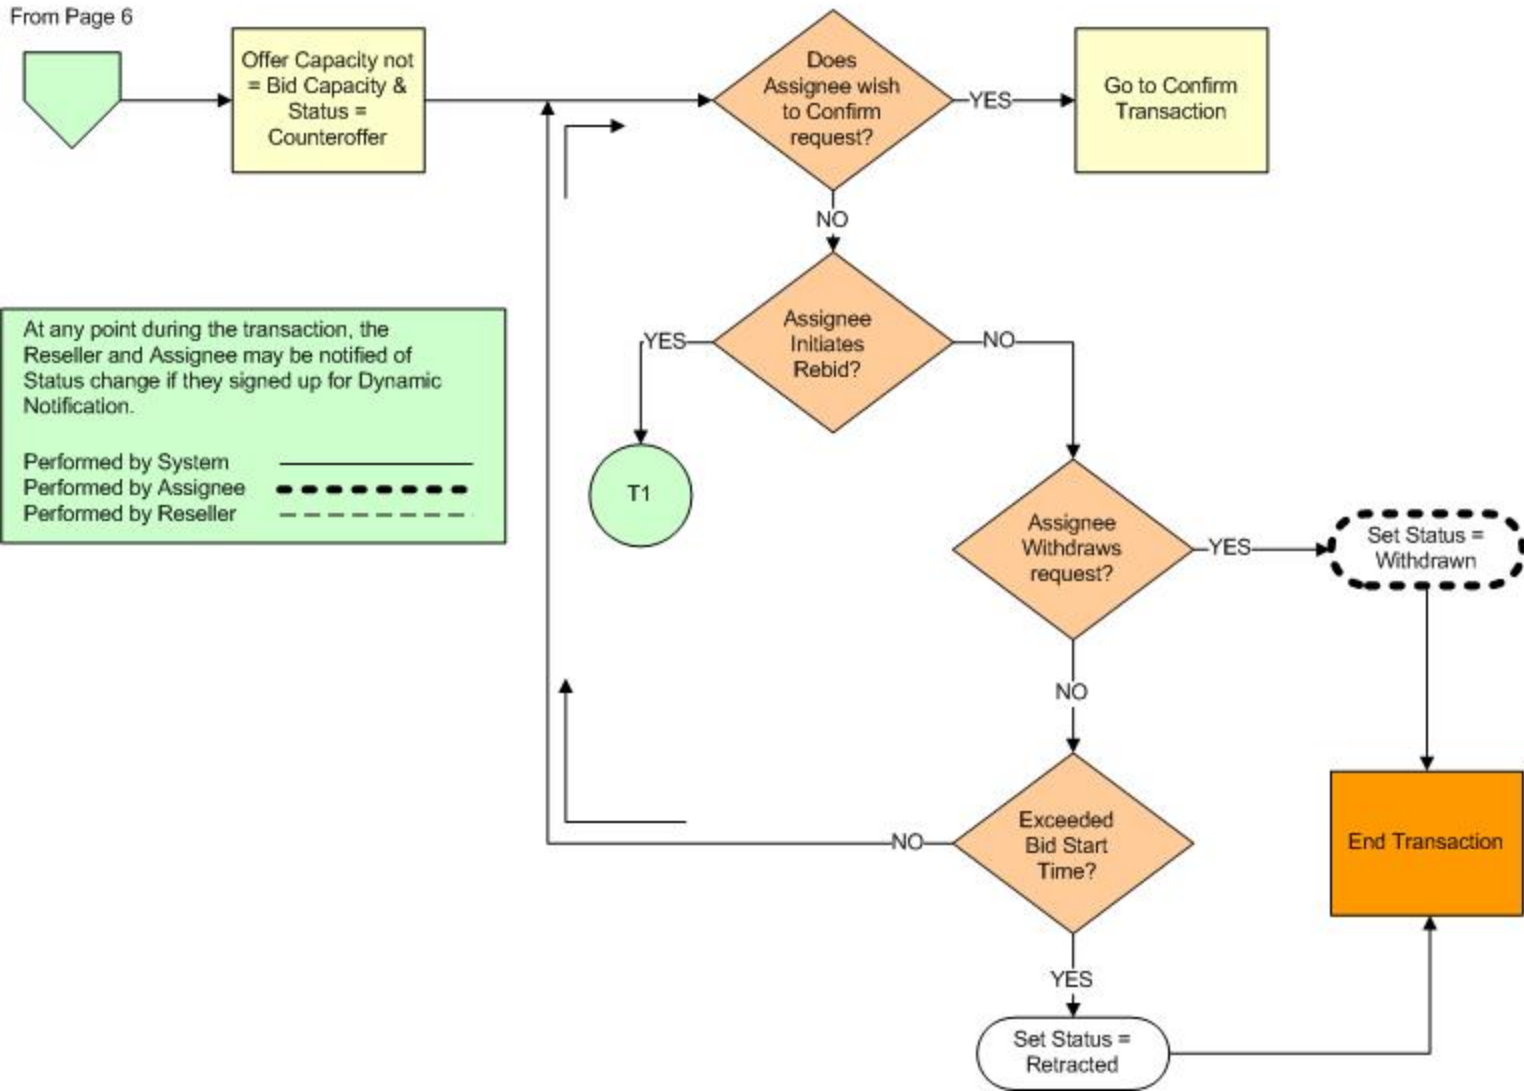 From Page 6
Offer Capacity not
= Bid Capacity &
Status =
Counteroffer
Does
Assignee wish
to Confirm
request?
YES
Go to Confirm
Transaction
NO
Assignee
Initiates
Rebid?
YES
NO
At any point during the transaction, the
Reseller and Assignee may be notified of
Status change if they signed up for Dynamic
Notification.
Performed by System
Performed by Assignee
Performed by Reseller
T1
Assignee
Withdraws
request?
YES
Set Status =
Withdrawn
NO
Exceeded
Bid Start
Time?
NO
End Transaction
YES
Set Status =
Retracted